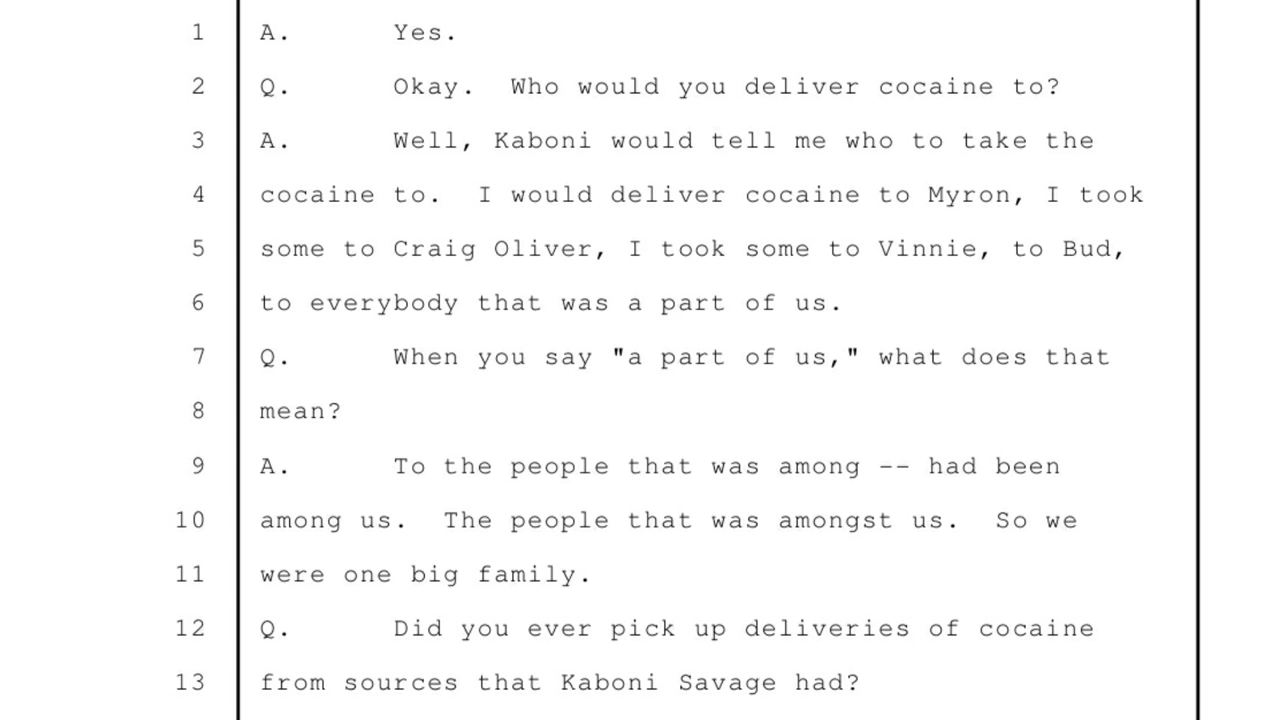 1 A. Yes.
2 Q. Okay. Who would you deliver cocaine to?
3 A. Well, Kaboni would tell me who to take the
4 cocaine to. I would deliver cocaine to Myron, I took
5 some to Craig Oliver, I took some to Vinnie, to Bud,
6 to everybody that was a part of us.
7 Q. When you say "a part of us," what does that
8 mean?
9 A. To the people that was among -- had been
10 among us. The people that was amongst us. So we
11 were one big family.
12 Q. Did you ever pick up deliveries of cocaine
13 from sources that Kaboni Savage had?